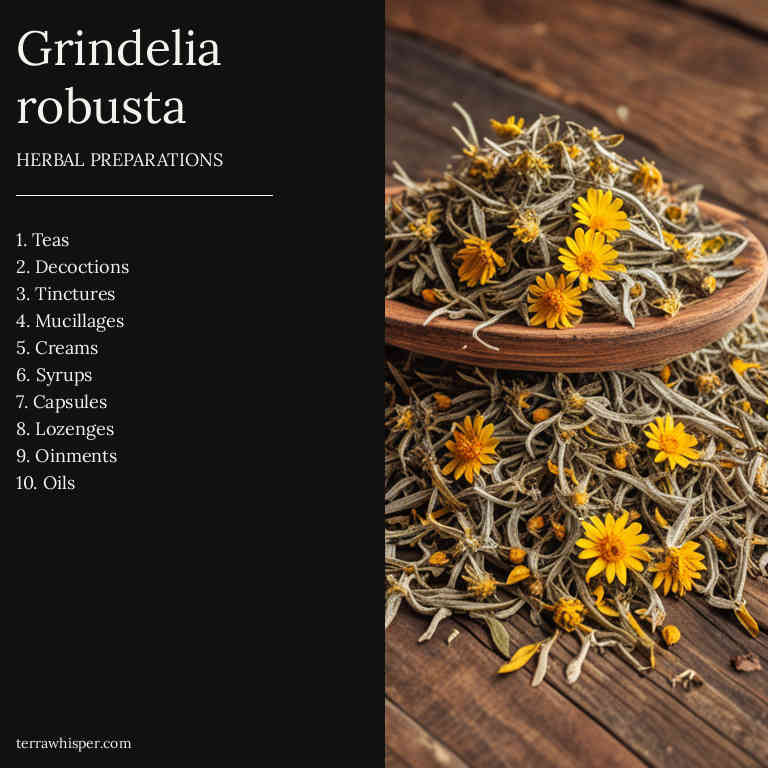 Grindelia
robusta
HERBAL PREPARATIONS
1. Teas
2. Decoctions
3. Tinctures
4. Mucillages
5. Creams
6. Syrups
7. Capsules
8. Lozenges
9. Oinments
10. Oils
terrawhisper.com